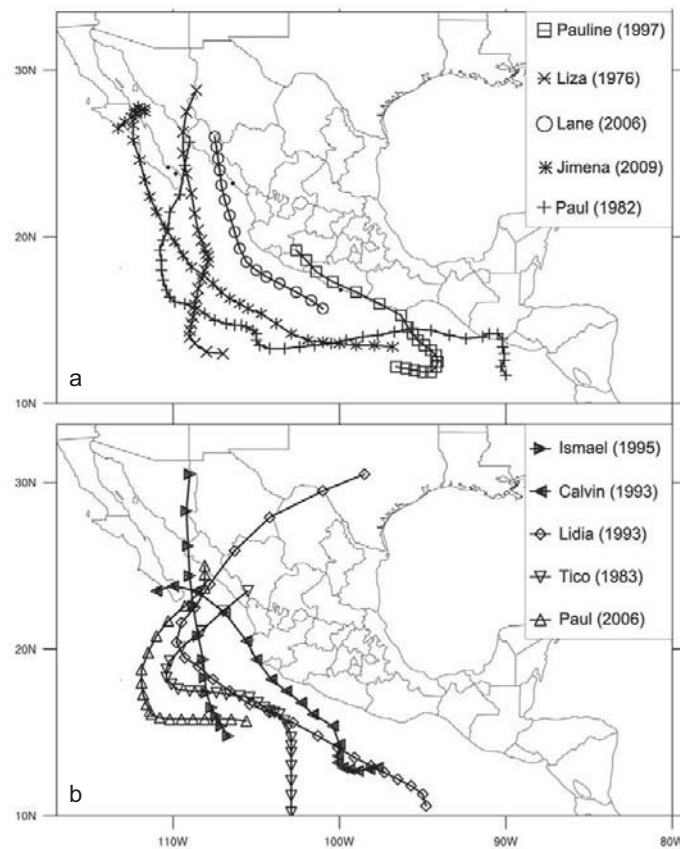 30N
20N
10N
a
Pauline (1997)
Liza (1976)
Lane (2006)
Jimena (2009)
Paul (1982)
30N
20N
10N
b
Ismael (1995)
Calvin (1993)
Lidia (1993)
Tico (1983)
Paul (2006)
110W
100W
90W
80W